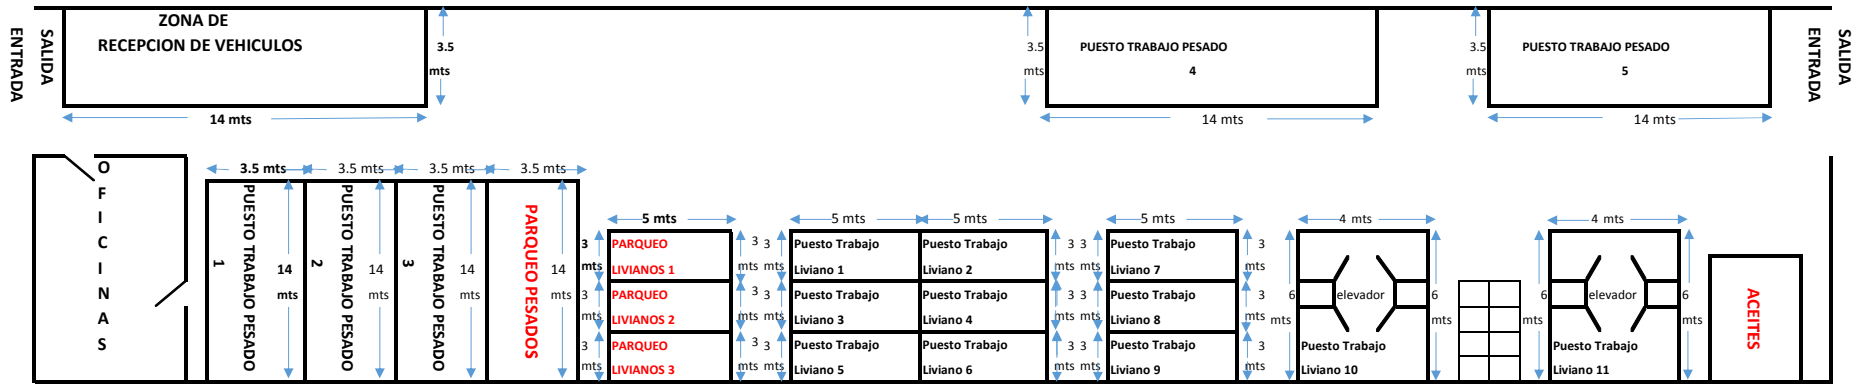 ENTRADA
SALIDA
ZONA DE
RECEPCION DE VEHICULOS
3.5
mts
14 mts
3.5
mts
PUESTO TRABAJO PESADO
4
14 mts
3.5
mts
PUESTO TRABAJO PESADO
5
14 mts
ENTRADA
SALIDA
OFICINAS
3.5 mts
3.5 mts
3.5 mts
3.5 mts
PUESTO TRABAJO PESADO
1
14
mts
PUESTO TRABAJO PESADO
2
14
mts
PUESTO TRABAJO PESADO
3
14
mts
PARQUEO PESADOS
14
mts
5 mts
3
mts
PARQUEO
LIVIANOS 1
3
mts
3
mts
PARQUEO
LIVIANOS 2
3
mts
3
mts
PARQUEO
LIVIANOS 3
3
mts
5 mts
5 mts
3
mts
Puesto Trabajo
Liviano 1
Puesto Trabajo
Liviano 2
3
mts
3
mts
Puesto Trabajo
Liviano 3
Puesto Trabajo
Liviano 4
3
mts
3
mts
Puesto Trabajo
Liviano 5
Puesto Trabajo
Liviano 6
3
mts
5 mts
3
mts
Puesto Trabajo
Liviano 7
3
mts
3
mts
Puesto Trabajo
Liviano 8
3
mts
3
mts
Puesto Trabajo
Liviano 9
3
mts
4 mts
6
mts
elevador
6
mts
Puesto Trabajo
Liviano 10
4 mts
6
mts
elevador
6
mts
Puesto Trabajo
Liviano 11
ACEITES